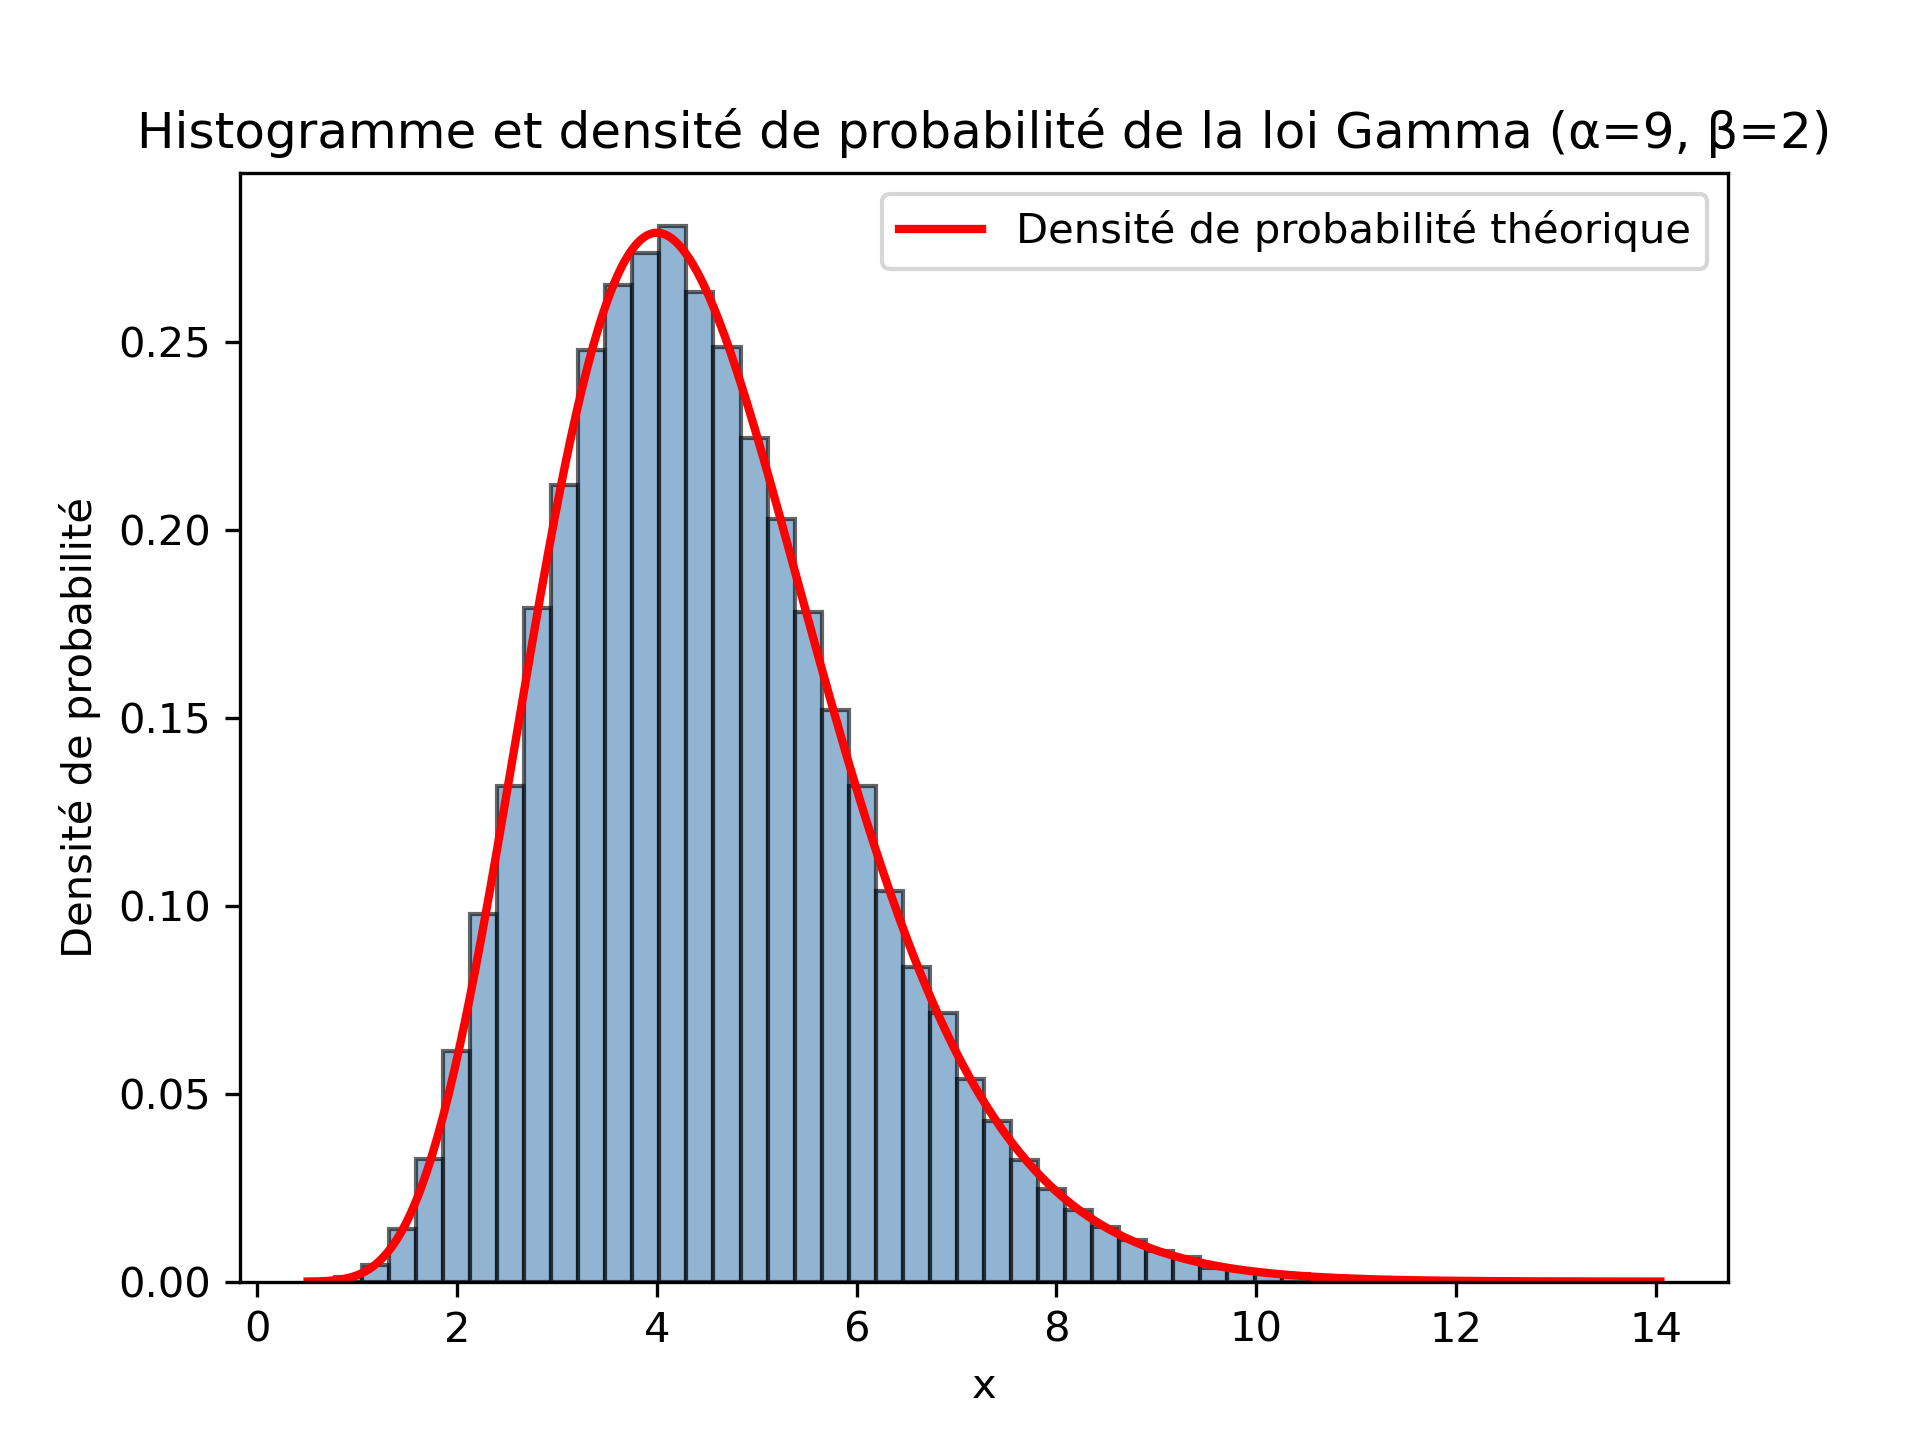 Histogramme et densité de probabilité de la loi Gamma (α=9, β=2)
Densité de probabilité théorique
Densité de probabilité
0.25
0.20
0.15
0.10
0.05
0.00
0 2 4 6 8 10 12 14
x